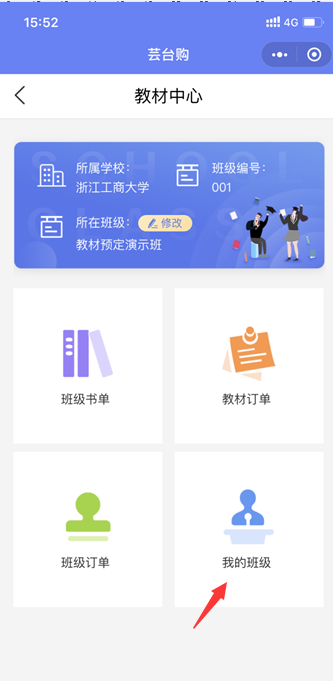 15:52
4G
芸台购
教材中心
所属学校：
浙江工商大学
班级编号：
001
所在班级：
修改
教材预定演示班
班级书单
教材订单
班级订单
我的班级